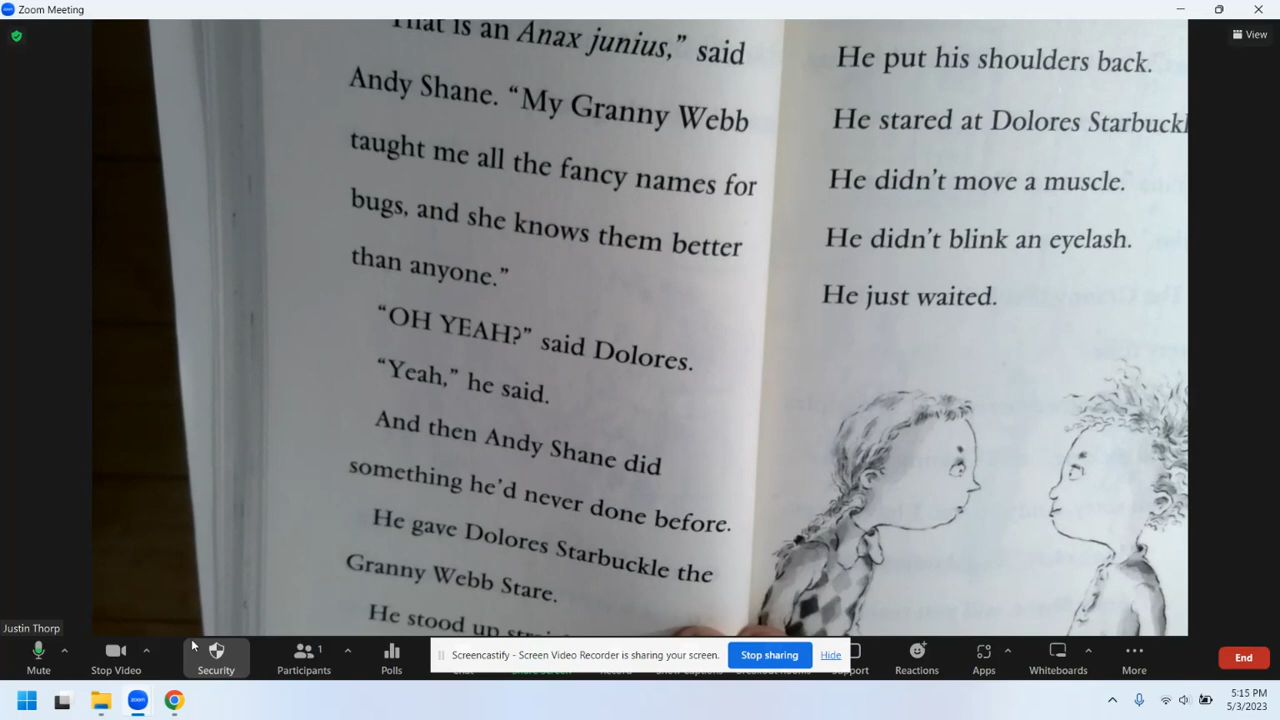 Zoom Meeting
View
That is an Anax junius,” said
Andy Shane. “My Granny Webb
taught me all the fancy names for
bugs, and she knows them better
than anyone.”
“OH YEAH?” said Dolores.
“Yeah,” he said.
And then Andy Shane did
something he’d never done before.
He gave Dolores Starbuckle the
Granny Webb Stare.
He stood up
He put his shoulders back.
He stared at Dolores Starbuckl
He didn’t move a muscle.
He didn’t blink an eyelash.
He just waited.
Justin Thorp
Mute
Stop Video
Security
Participants
1
Polls
Screencastify - Screen Video Recorder is sharing your screen.
Stop sharing
Hide
Reactions
Apps
Whiteboards
More
End
5:15 PM
5/3/2023